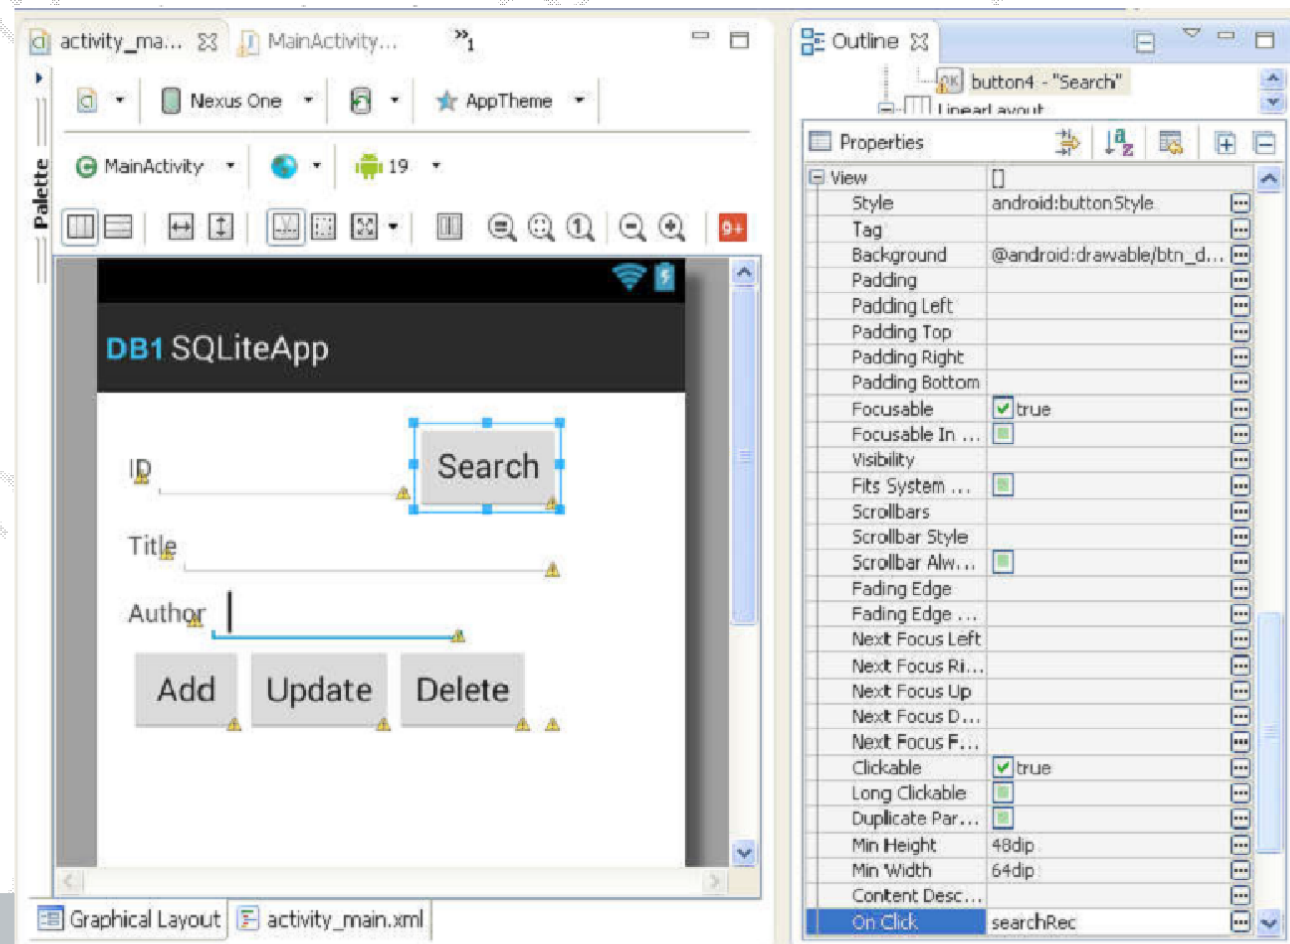 activity_ma...
MainActivity...
»1
Nexus One
AppTheme
MainActivity
19
Palette
9+
DB1 SQLiteApp
ID
Search
Title
Author
Add Update Delete
Graphical Layout
activity_main.xml
Outline
OK button4 - "Search"
LinearLayout
Properties
View []
Style android:buttonStyle
Tag
Background @android:drawable/btn_d...
Padding
Padding Left
Padding Top
Padding Right
Padding Bottom
Focusable true
Focusable In ...
Visibility
Fits System ...
Scrollbars
Scrollbar Style
Scrollbar Alw...
Fading Edge
Fading Edge ...
Next Focus Left
Next Focus Ri...
Next Focus Up
Next Focus D...
Next Focus F...
Clickable true
Long Clickable
Duplicate Par...
Min Height 48dip
Min Width 64dip
Content Desc...
On Click searchRec